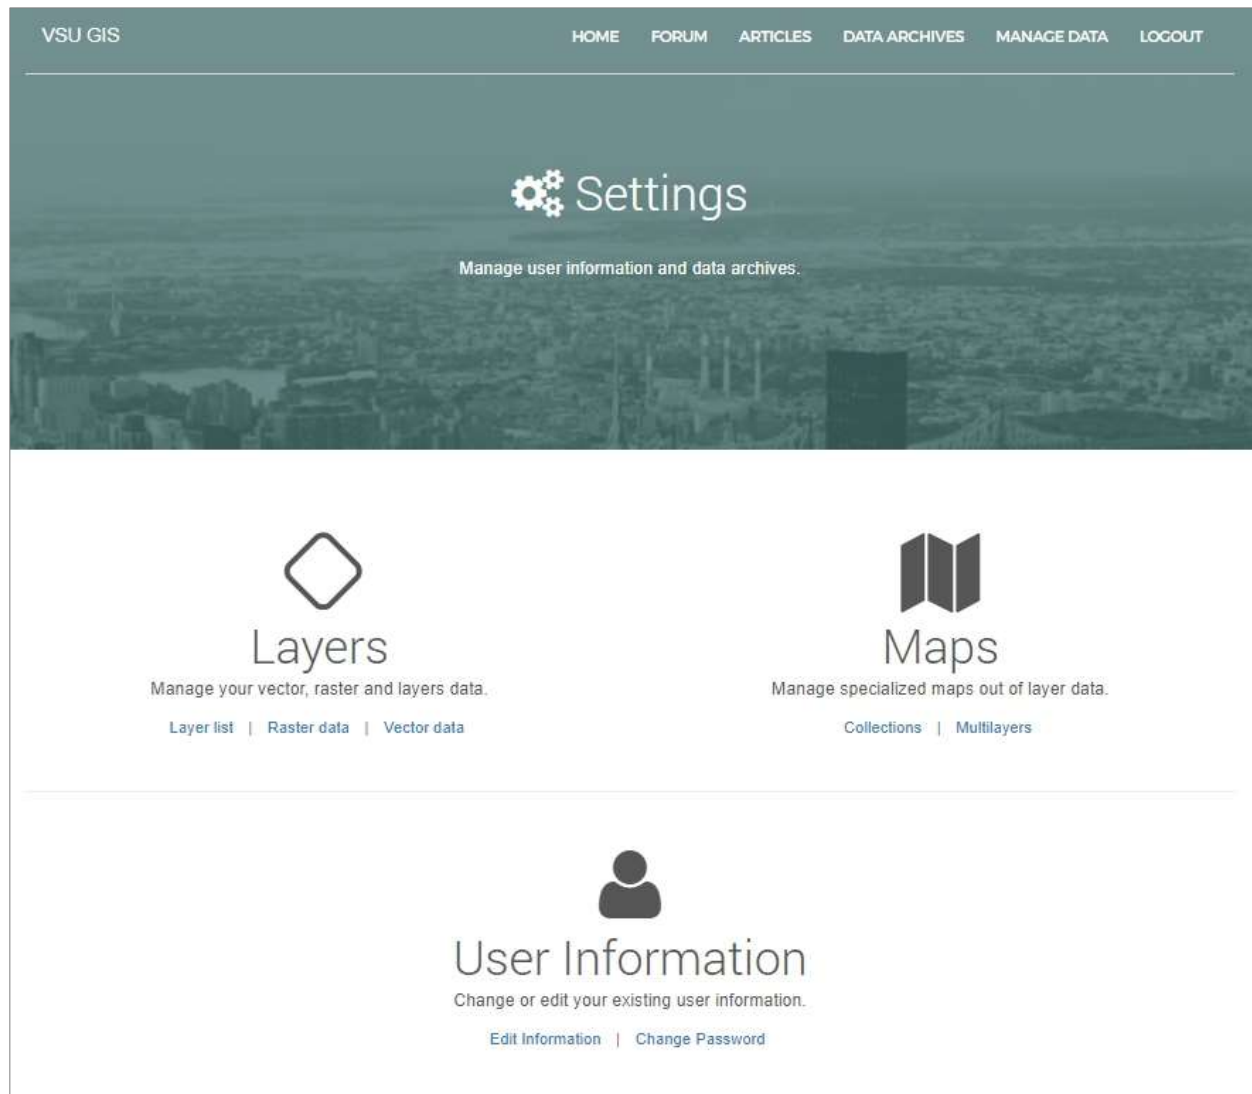 VSU GIS
HOME FORUM ARTICLES DATA ARCHIVES MANAGE DATA LOGOUT
Settings
Manage user information and data archives.
Layers
Manage your vector, raster and layers data.
Layer list | Raster data | Vector data
Maps
Manage specialized maps out of layer data.
Collections | Multilayers
User Information
Change or edit your existing user information.
Edit Information | Change Password